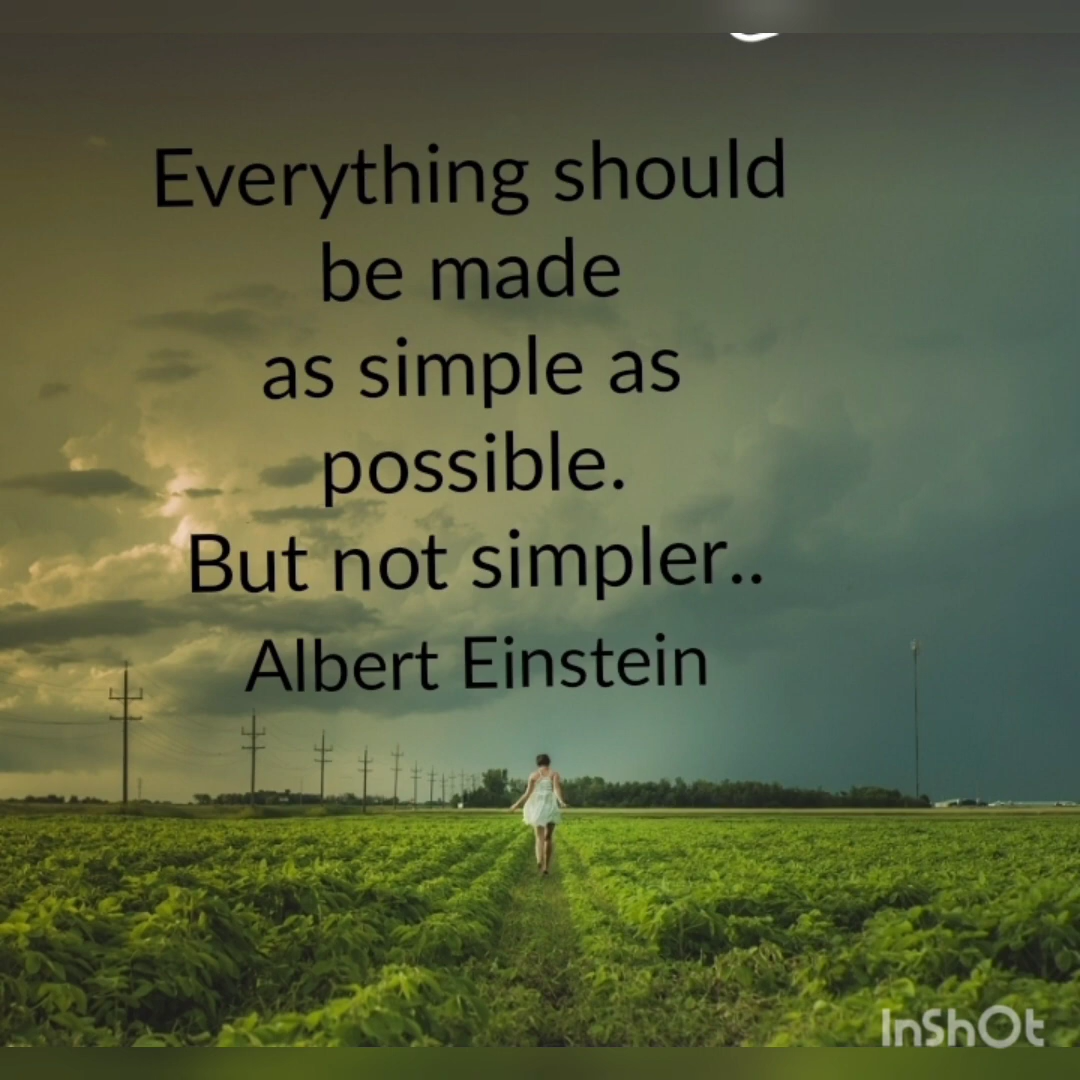 Everything should
be made
as simple as
possible.
But not simpler..
Albert Einstein
InShOt